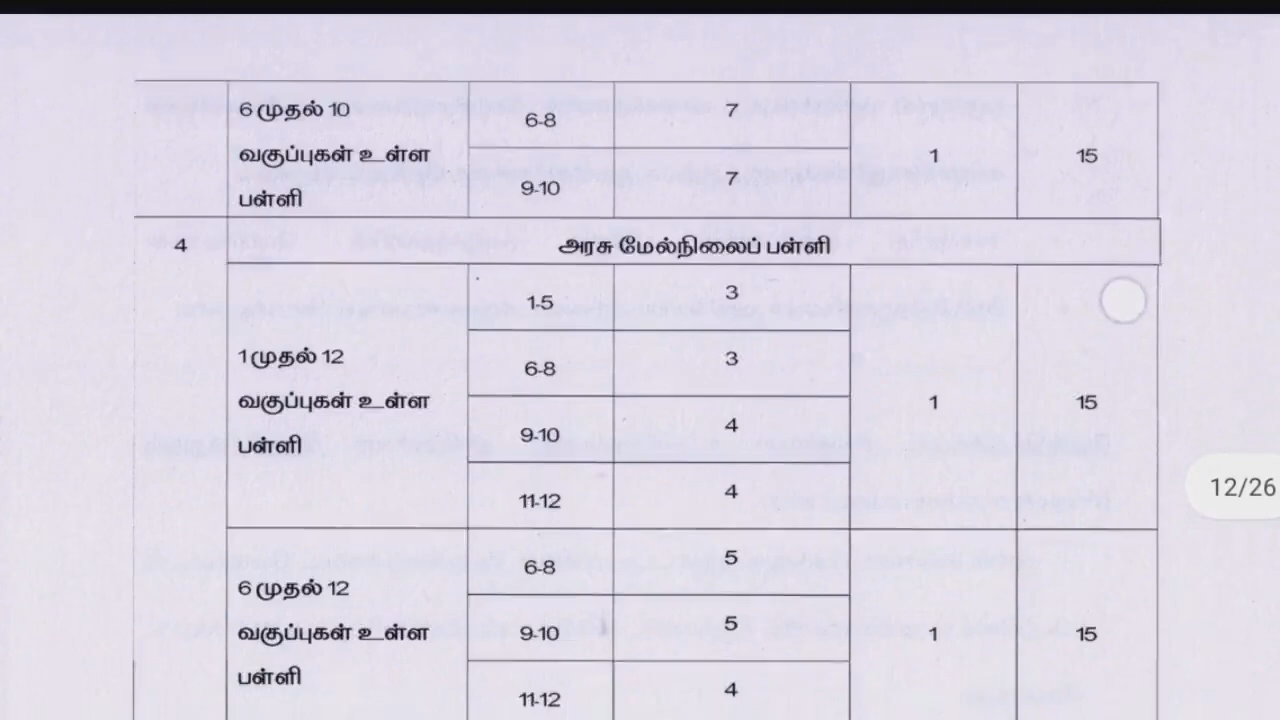 6 முதல் 10
வகுப்புகள் உள்ள
பள்ளி
6-8
7
9-10
7
1
15
4
அரசு மேல்நிலைப் பள்ளி
1 முதல் 12
வகுப்புகள் உள்ள
பள்ளி
1.5
3
6-8
3
9-10
4
11-12
4
1
15
6 முதல் 12
வகுப்புகள் உள்ள
பள்ளி
6-8
5
9-10
5
11-12
4
1
15
12/26